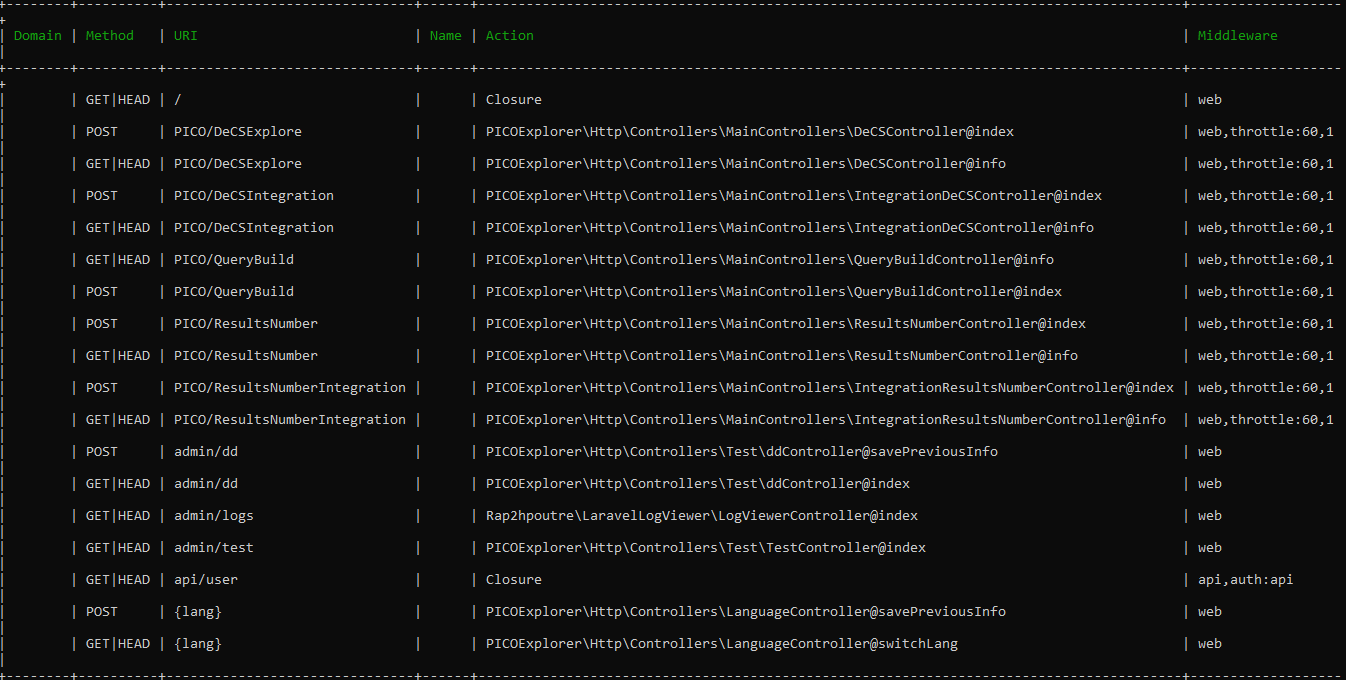 +--------+----------+-------------------------------+------+----------------------------------------------------------------------------------------+-------------------
+
| Domain | Method   | URI                           | Name | Action                                                                                 | Middleware
|
+--------+----------+-------------------------------+------+----------------------------------------------------------------------------------------+-------------------
+
|        | GET|HEAD | /                             |      | Closure                                                                                | web
|
|        | POST     | PICO/DeCSExplore              |      | PICOExplorer\Http\Controllers\MainControllers\DeCSController@index                     | web,throttle:60,1
|
|        | GET|HEAD | PICO/DeCSExplore              |      | PICOExplorer\Http\Controllers\MainControllers\DeCSController@info                      | web,throttle:60,1
|
|        | POST     | PICO/DeCSIntegration          |      | PICOExplorer\Http\Controllers\MainControllers\IntegrationDeCSController@index          | web,throttle:60,1
|
|        | GET|HEAD | PICO/DeCSIntegration          |      | PICOExplorer\Http\Controllers\MainControllers\IntegrationDeCSController@info           | web,throttle:60,1
|
|        | GET|HEAD | PICO/QueryBuild               |      | PICOExplorer\Http\Controllers\MainControllers\QueryBuildController@info                | web,throttle:60,1
|
|        | POST     | PICO/QueryBuild               |      | PICOExplorer\Http\Controllers\MainControllers\QueryBuildController@index               | web,throttle:60,1
|
|        | POST     | PICO/ResultsNumber            |      | PICOExplorer\Http\Controllers\MainControllers\ResultsNumberController@index            | web,throttle:60,1
|
|        | GET|HEAD | PICO/ResultsNumber            |      | PICOExplorer\Http\Controllers\MainControllers\ResultsNumberController@info             | web,throttle:60,1
|
|        | POST     | PICO/ResultsNumberIntegration |      | PICOExplorer\Http\Controllers\MainControllers\IntegrationResultsNumberController@index | web,throttle:60,1
|
|        | GET|HEAD | PICO/ResultsNumberIntegration |      | PICOExplorer\Http\Controllers\MainControllers\IntegrationResultsNumberController@info  | web,throttle:60,1
|
|        | POST     | admin/dd                      |      | PICOExplorer\Http\Controllers\Test\ddController@savePreviousInfo                       | web
|
|        | GET|HEAD | admin/dd                      |      | PICOExplorer\Http\Controllers\Test\ddController@index                                  | web
|
|        | GET|HEAD | admin/logs                    |      | Rap2hpoutre\LaravelLogViewer\LogViewerController@index                                 | web
|
|        | GET|HEAD | admin/test                    |      | PICOExplorer\Http\Controllers\Test\TestController@index                                | web
|
|        | GET|HEAD | api/user                      |      | Closure                                                                                | api,auth:api
|
|        | POST     | {lang}                        |      | PICOExplorer\Http\Controllers\LanguageController@savePreviousInfo                      | web
|
|        | GET|HEAD | {lang}                        |      | PICOExplorer\Http\Controllers\LanguageController@switchLang                            | web
|
+--------+----------+-------------------------------+------+----------------------------------------------------------------------------------------+-------------------